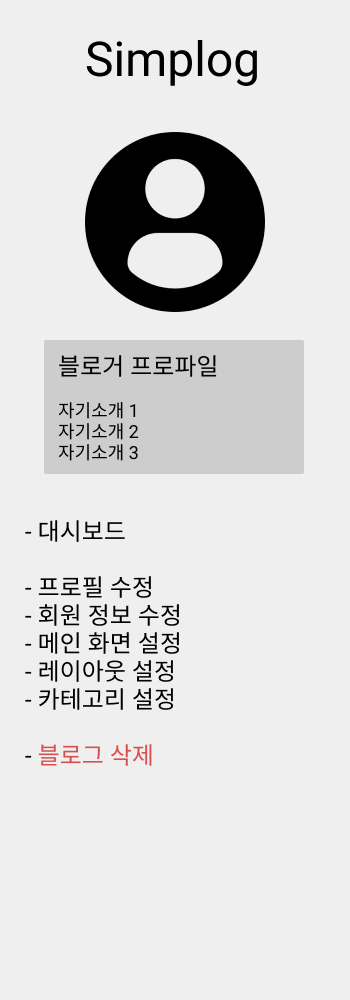 Simplog
블로거 프로파일
자기소개 1
자기소개 2
자기소개 3
- 대시보드
- 프로필 수정
- 회원 정보 수정
- 메인 화면 설정
- 레이아웃 설정
- 카테고리 설정
- 블로그 삭제